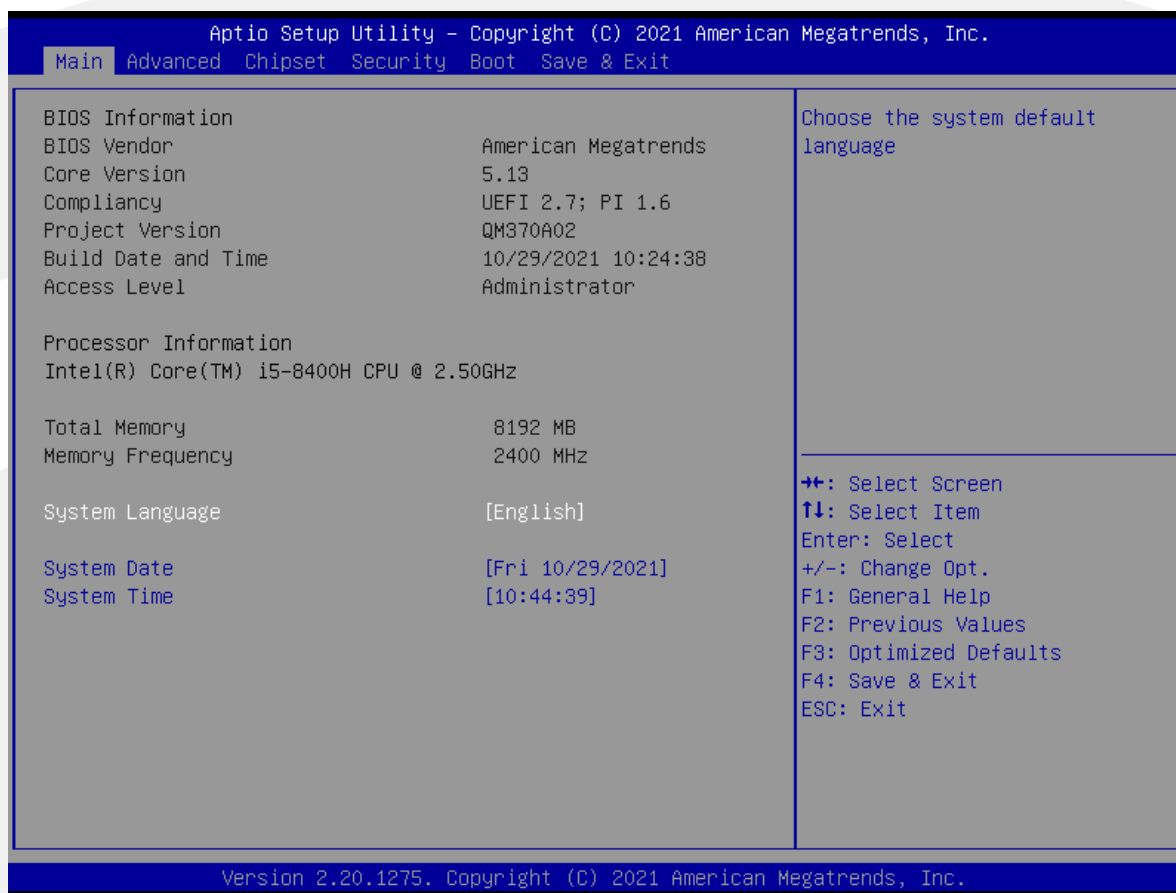 Aptio Setup Utility – Copyright (C) 2021 American Megatrends, Inc.
Main Advanced Chipset Security Boot Save & Exit
BIOS Information
BIOS Vendor American Megatrends
Core Version 5.13
Compliancy UEFI 2.7; PI 1.6
Project Version QM370A02
Build Date and Time 10/29/2021 10:24:38
Access Level Administrator
Processor Information
Intel(R) Core(TM) i5-8400H CPU @ 2.50GHz
Total Memory 8192 MB
Memory Frequency 2400 MHz
System Language [English]
System Date [Fri 10/29/2021]
System Time [10:44:39]
Choose the system default
language
→←: Select Screen
↑↓: Select Item
Enter: Select
+/-: Change Opt.
F1: General Help
F2: Previous Values
F3: Optimized Defaults
F4: Save & Exit
ESC: Exit
Version 2.20.1275. Copyright (C) 2021 American Megatrends, Inc.